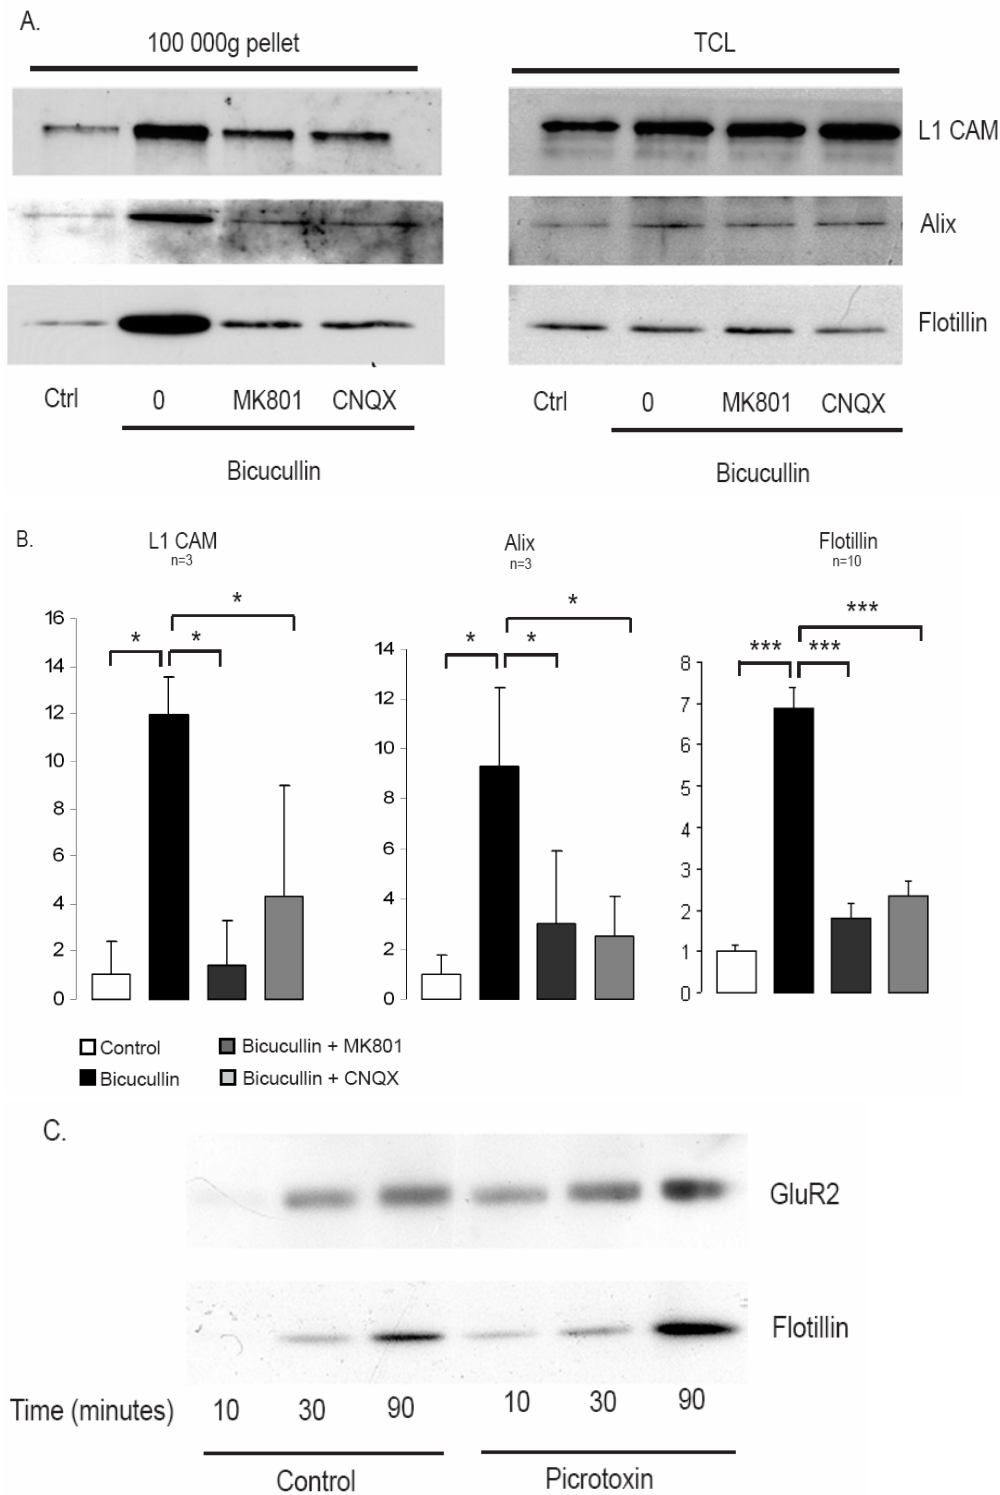 A.
100 000g pellet
TCL
L1 CAM
Alix
Flotillin
Ctrl 0 MK801 CNQX
Bicucullin
Ctrl 0 MK801 CNQX
Bicucullin
B.
L1 CAM
n=3
* * *
16
14
12
10
8
6
4
2
0
Alix
n=3
* * *
14
12
10
8
6
4
2
0
Flotillin
n=10
*** *** ***
8
7
6
5
4
3
2
1
0
Control
Bicucullin
Bicucullin + MK801
Bicucullin + CNQX
C.
GluR2
Flotillin
Time (minutes) 10 30 90 10 30 90
Control Picrotoxin